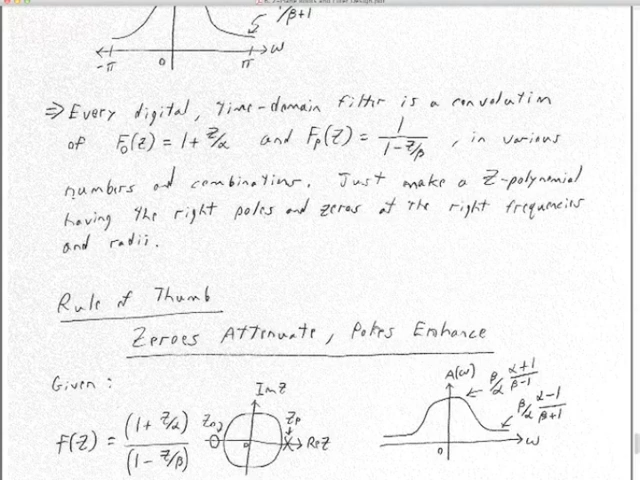 1/β+1
-π 0 π ω
⇒ Every digital, time-domain filter is a convolution
of F₀(Z) = 1 + Z/α and Fₚ(Z) = 1/(1 - Z/β), in various
numbers and combinations. Just make a Z-polynomial
having the right poles and zeros at the right frequencies
and radii.
Rule of Thumb
Zeroes Attenuate, Poles Enhance
Given:
F(Z) = (1 + Z/α)/(1 - Z/β)
Im Z
Zₚ
0 Re Z
A(ω)
β/α α+1/β-1
β/α α-1/β+1
0 ω